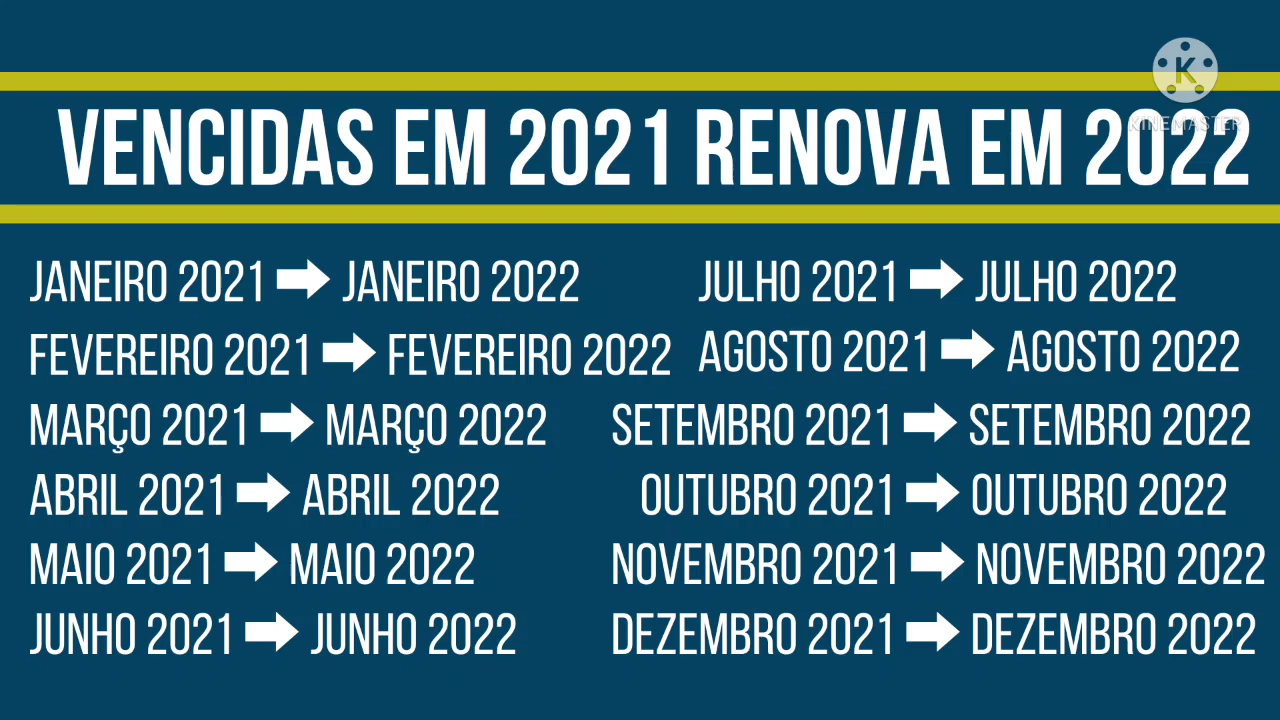 K
KINEMASTER
VENCIDAS EM 2021 RENOVA EM 2022
JANEIRO 2021 ➡ JANEIRO 2022
FEVEREIRO 2021 ➡ FEVEREIRO 2022
MARÇO 2021 ➡ MARÇO 2022
ABRIL 2021 ➡ ABRIL 2022
MAIO 2021 ➡ MAIO 2022
JUNHO 2021 ➡ JUNHO 2022
JULHO 2021 ➡ JULHO 2022
AGOSTO 2021 ➡ AGOSTO 2022
SETEMBRO 2021 ➡ SETEMBRO 2022
OUTUBRO 2021 ➡ OUTUBRO 2022
NOVEMBRO 2021 ➡ NOVEMBRO 2022
DEZEMBRO 2021 ➡ DEZEMBRO 2022